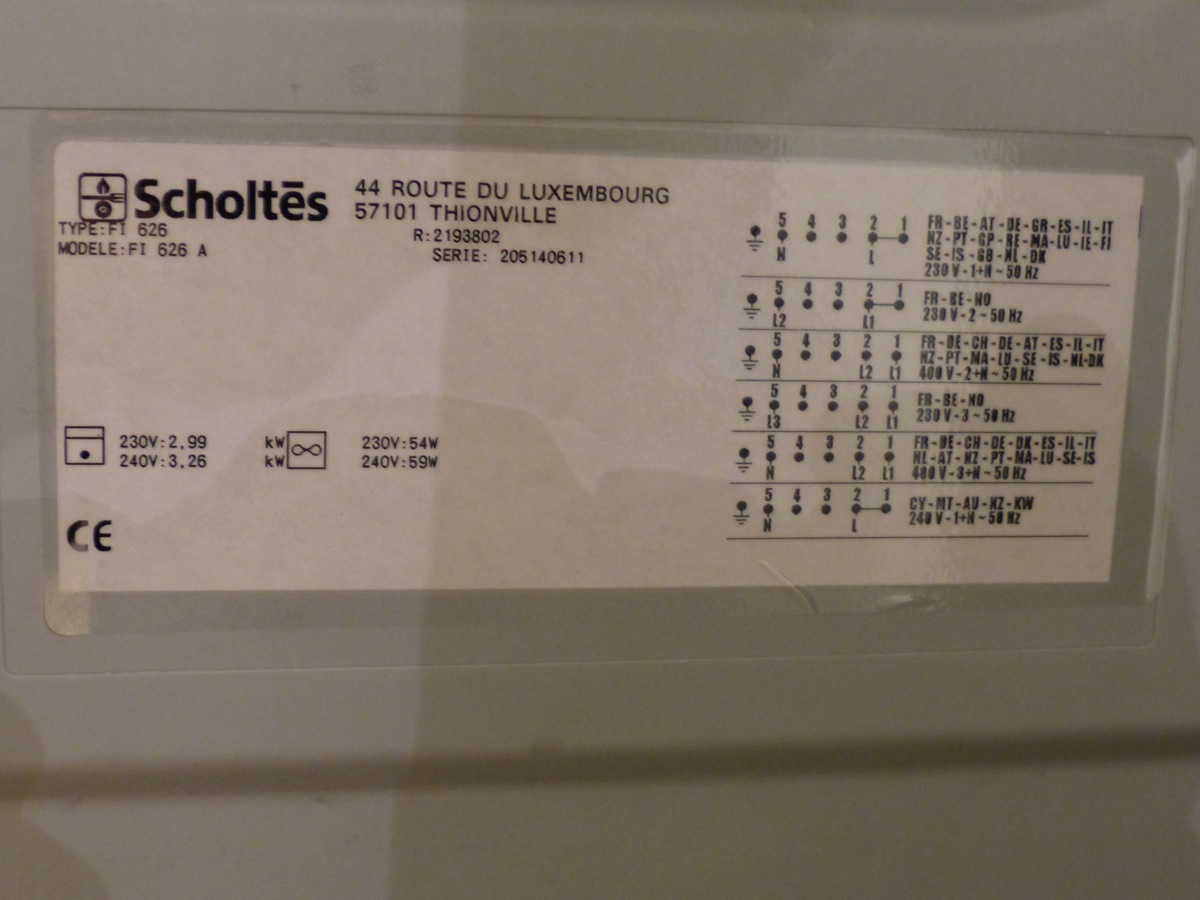 Scholtēs
44 ROUTE DU LUXEMBOURG
57101 THIONVILLE
TYPE:FI 626
R:2193802
MODELE:FI 626 A
SERIE: 205140611
230V:2,99 kW
240V:3,26 kW
230V:54W
240V:59W
CE
5 4 3 2 1
N L
FR-BE-AT-DE-GR-ES-IL-IT
NZ-PT-GP-RE-MA-LU-IE-FI
SE-IS-GB-NL-DK
230 V-1+N ~ 50 Hz
5 4 3 2 1
L2 L1
FR-BE-NO
230 V-2 ~ 50 Hz
5 4 3 2 1
N L2 L1
FR-BE-CH-DE-AT-ES-IL-IT
NZ-PT-MA-LU-SE-IS-NL-DK
400 V-2+N ~ 50 Hz
5 4 3 2 1
L3 L2 L1
FR-BE-NO
230 V-3 ~ 50 Hz
5 4 3 2 1
N L2 L1
FR-BE-CH-DE-DK-ES-IL-IT
NL-AT-NZ-PT-MA-LU-SE-IS
400 V-3+N ~ 50 Hz
5 4 3 2 1
N L
CY-MT-AU-NZ-KW
240 V-1+N ~ 50 Hz